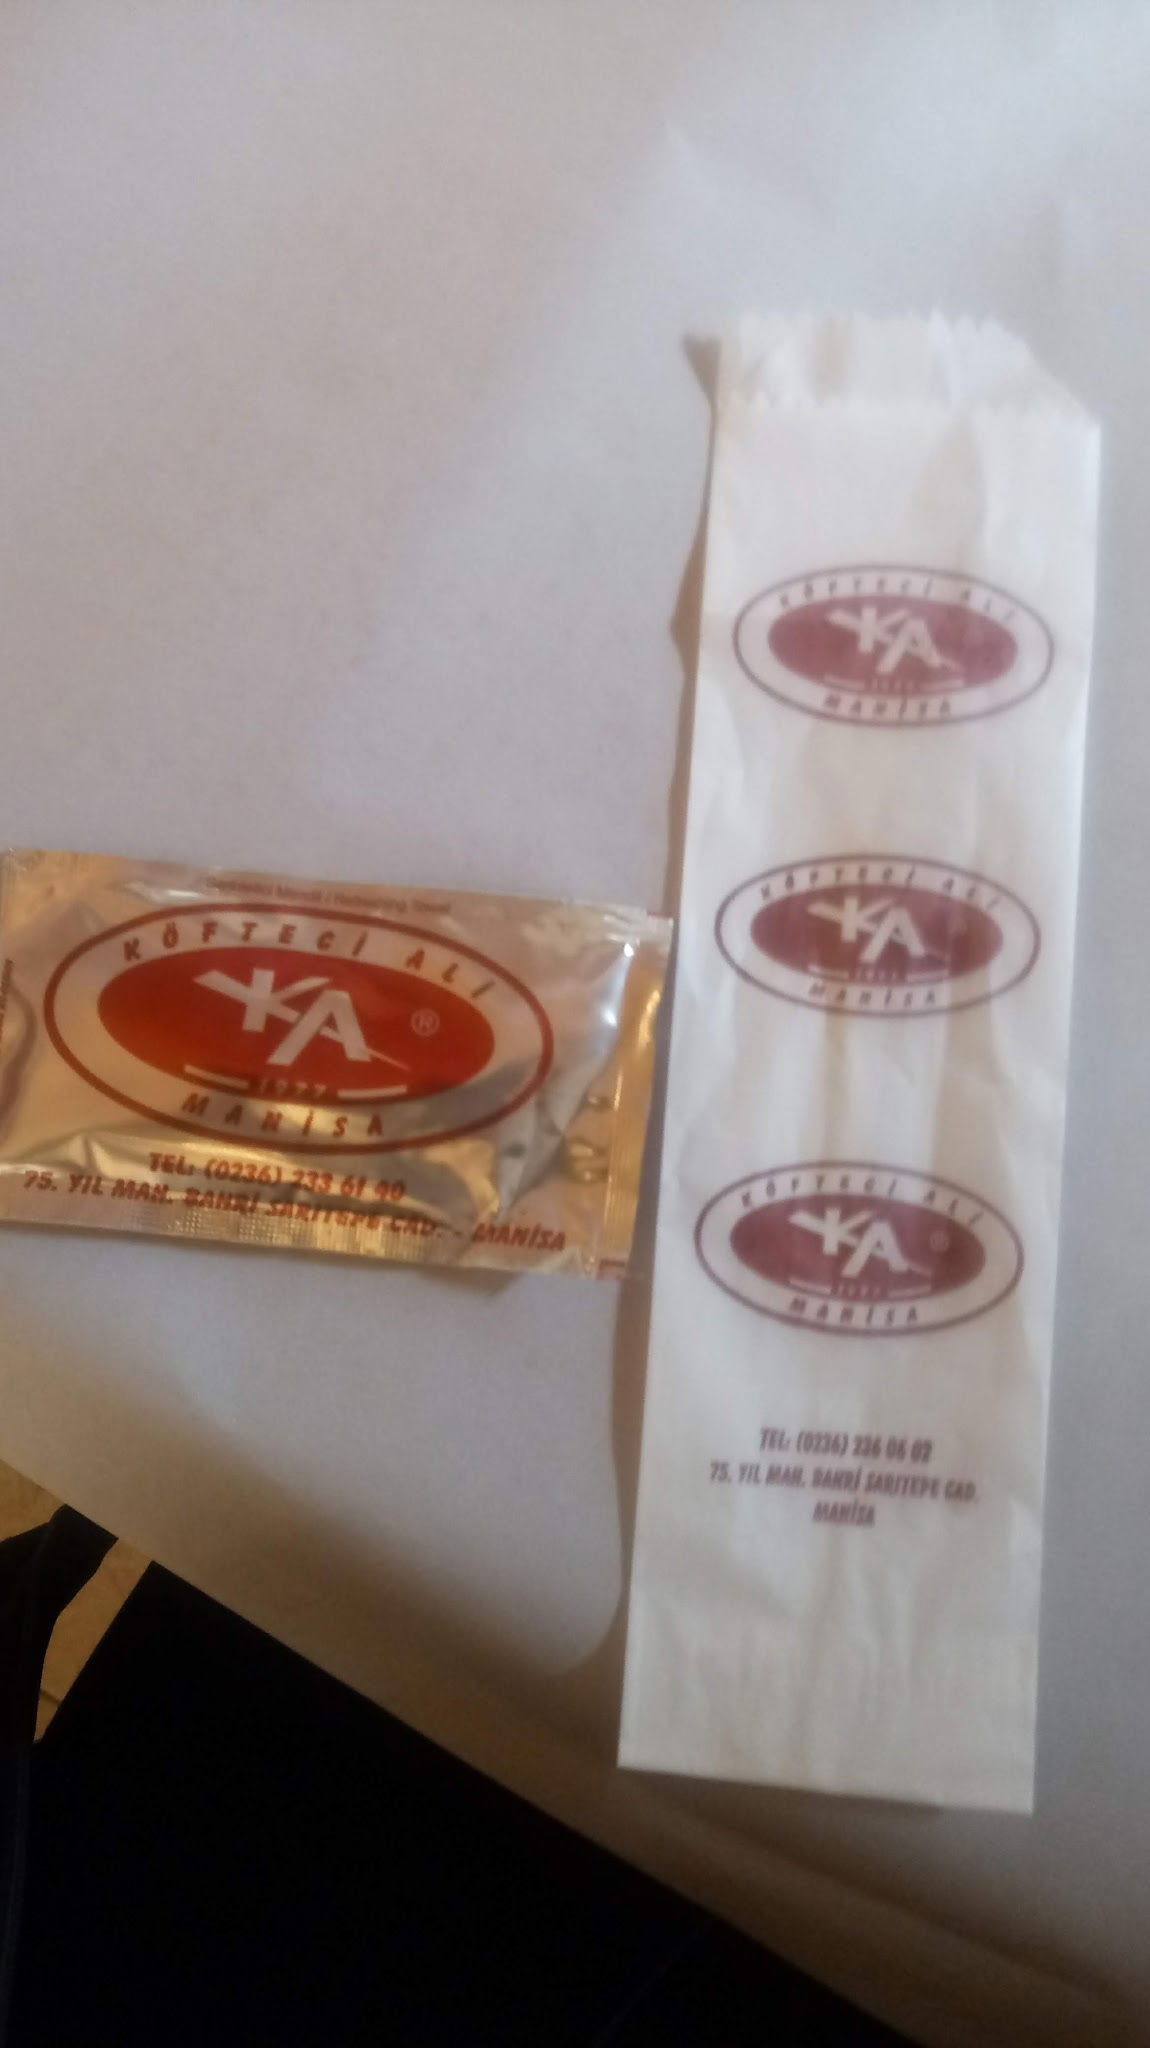 KÖFTECİ ALİ
KA ®
1977
MANİSA
TEL: (0236) 233 61 90
75. YIL MAH. BAHRİ SARITEPE CAD. - MANİSA
KÖFTECİ ALİ
KA
MANİSA
KÖFTECİ ALİ
KA
MANİSA
KÖFTECİ ALİ
KA ®
MANİSA
TEL: (0236) 236 06 02
75. YIL MAH. BAHRİ SARITEPE CAD.
MANİSA